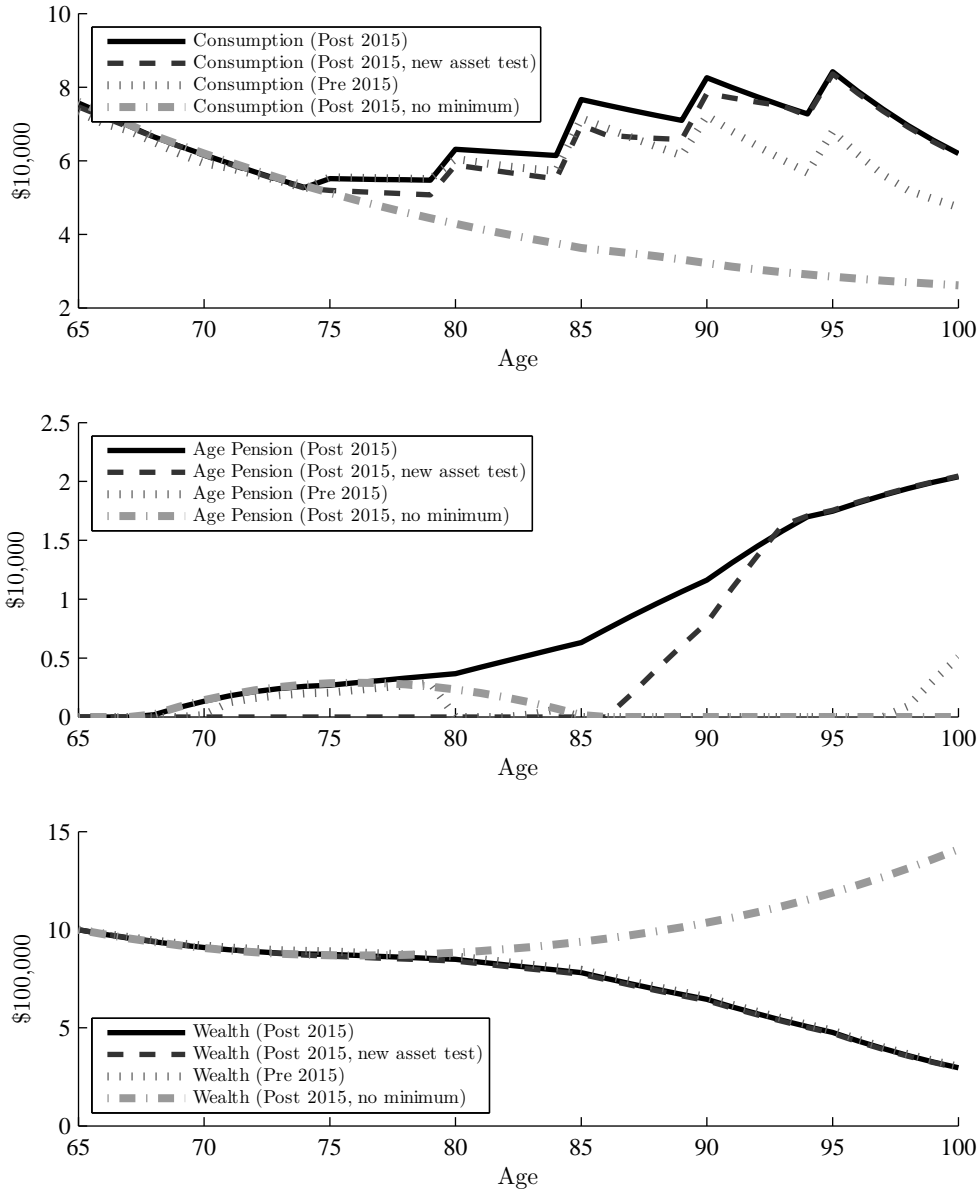 10
8
6
4
2
$10,000
Consumption (Post 2015)
Consumption (Post 2015, new asset test)
Consumption (Pre 2015)
Consumption (Post 2015, no minimum)
65 70 75 80 85 90 95 100
Age
2.5
2
1.5
1
0.5
0
$10,000
Age Pension (Post 2015)
Age Pension (Post 2015, new asset test)
Age Pension (Pre 2015)
Age Pension (Post 2015, no minimum)
65 70 75 80 85 90 95 100
Age
15
10
5
0
$100,000
Wealth (Post 2015)
Wealth (Post 2015, new asset test)
Wealth (Pre 2015)
Wealth (Post 2015, no minimum)
65 70 75 80 85 90 95 100
Age